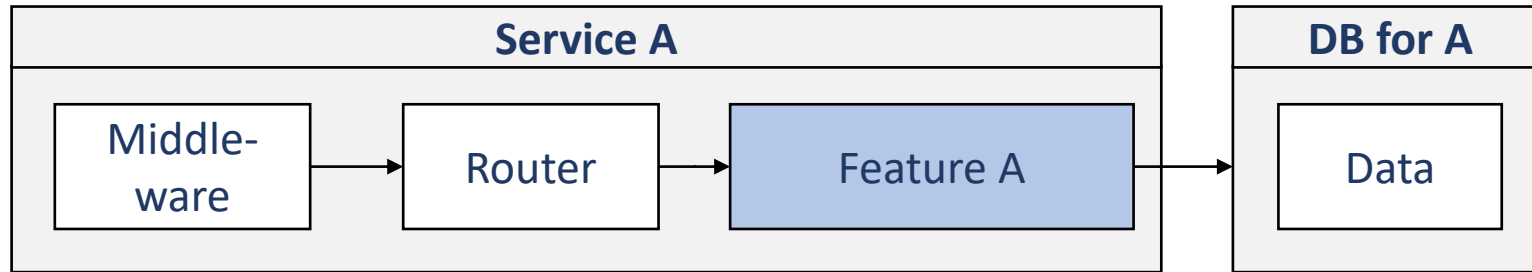 Service A
DB for A
Middle-
ware
Router
Feature A
Data